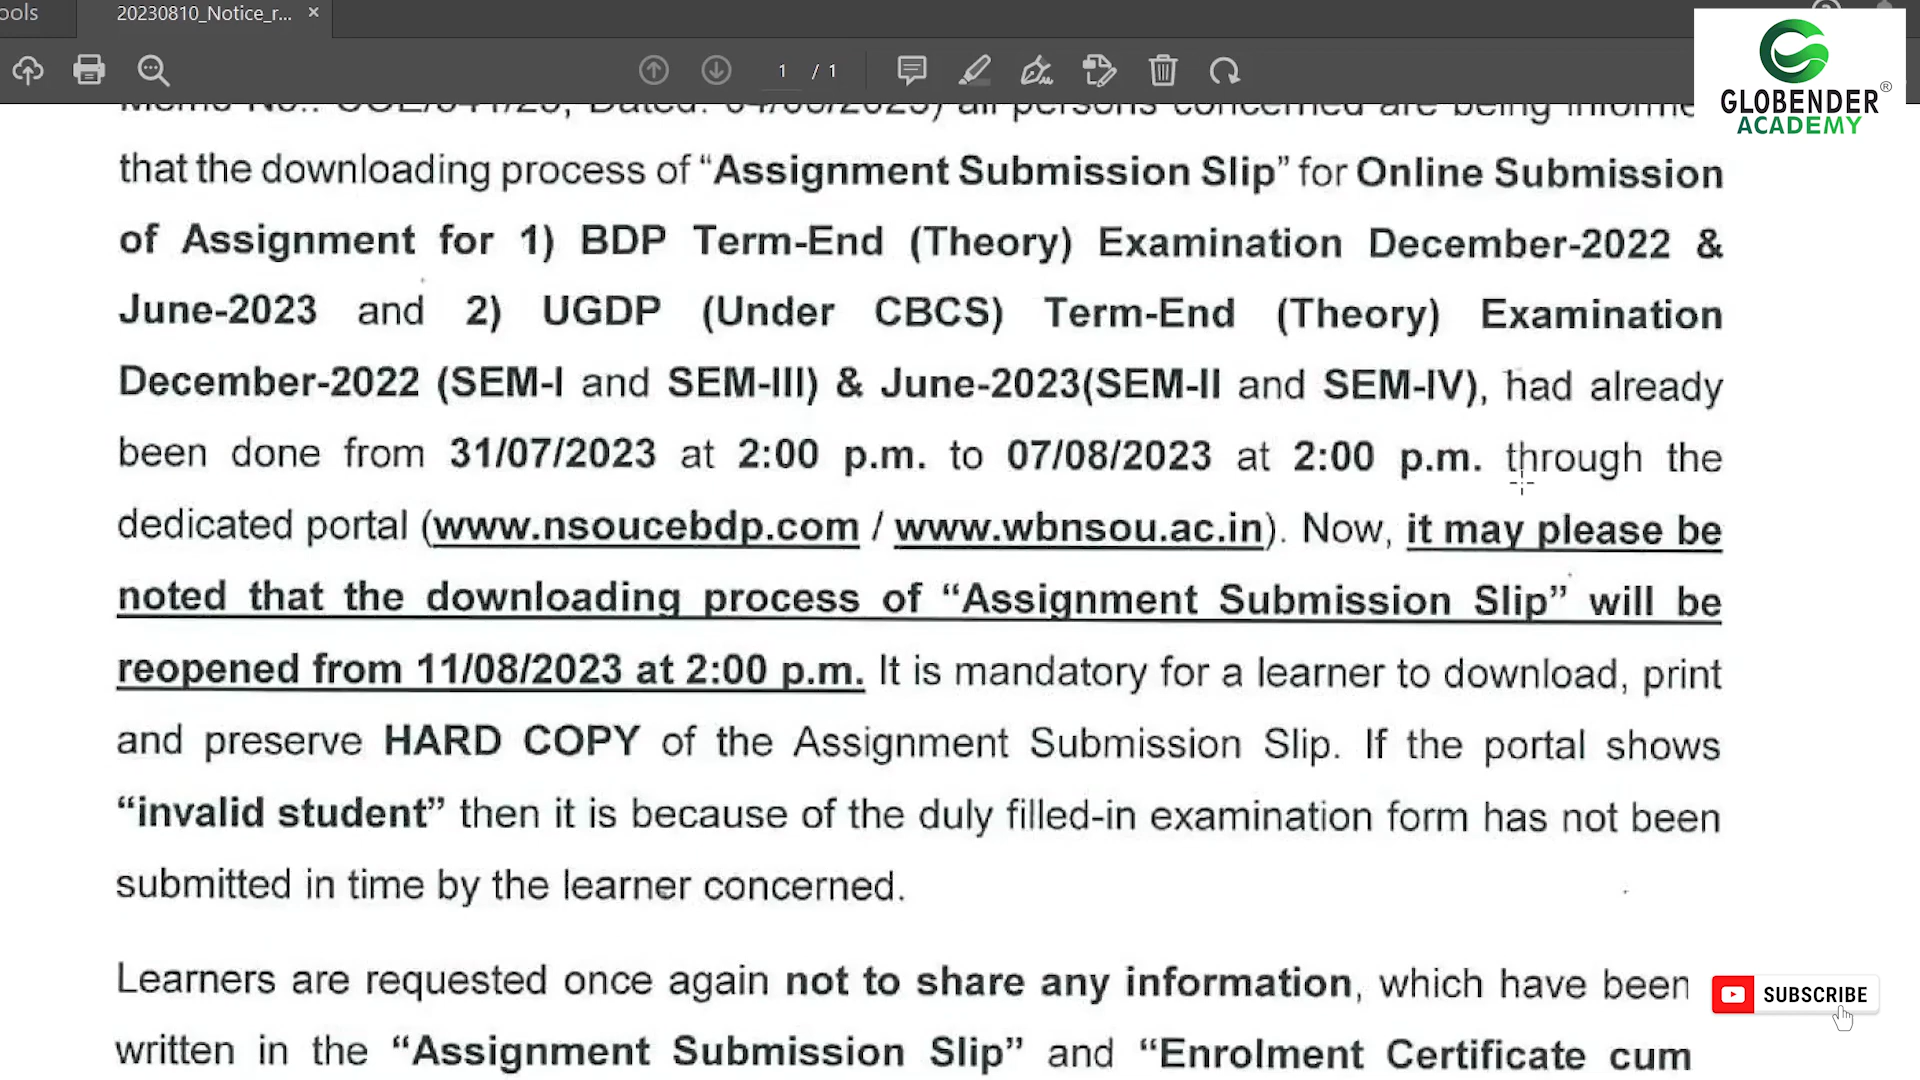 ools
20230810_Notice_r... ×
1 / 1
GLOBENDER®
ACADEMY
all persons concerned are being
that the downloading process of “Assignment Submission Slip” for Online Submission
of Assignment for 1) BDP Term-End (Theory) Examination December-2022 &
June-2023 and 2) UGDP (Under CBCS) Term-End (Theory) Examination
December-2022 (SEM-I and SEM-III) & June-2023(SEM-II and SEM-IV), had already
been done from 31/07/2023 at 2:00 p.m. to 07/08/2023 at 2:00 p.m. through the
dedicated portal (www.nsoucebdp.com / www.wbnsou.ac.in). Now, it may please be
noted that the downloading process of “Assignment Submission Slip” will be
reopened from 11/08/2023 at 2:00 p.m. It is mandatory for a learner to download, print
and preserve HARD COPY of the Assignment Submission Slip. If the portal shows
“invalid student” then it is because of the duly filled-in examination form has not been
submitted in time by the learner concerned.
Learners are requested once again not to share any information, which have been
written in the “Assignment Submission Slip” and “Enrolment Certificate cum
SUBSCRIBE